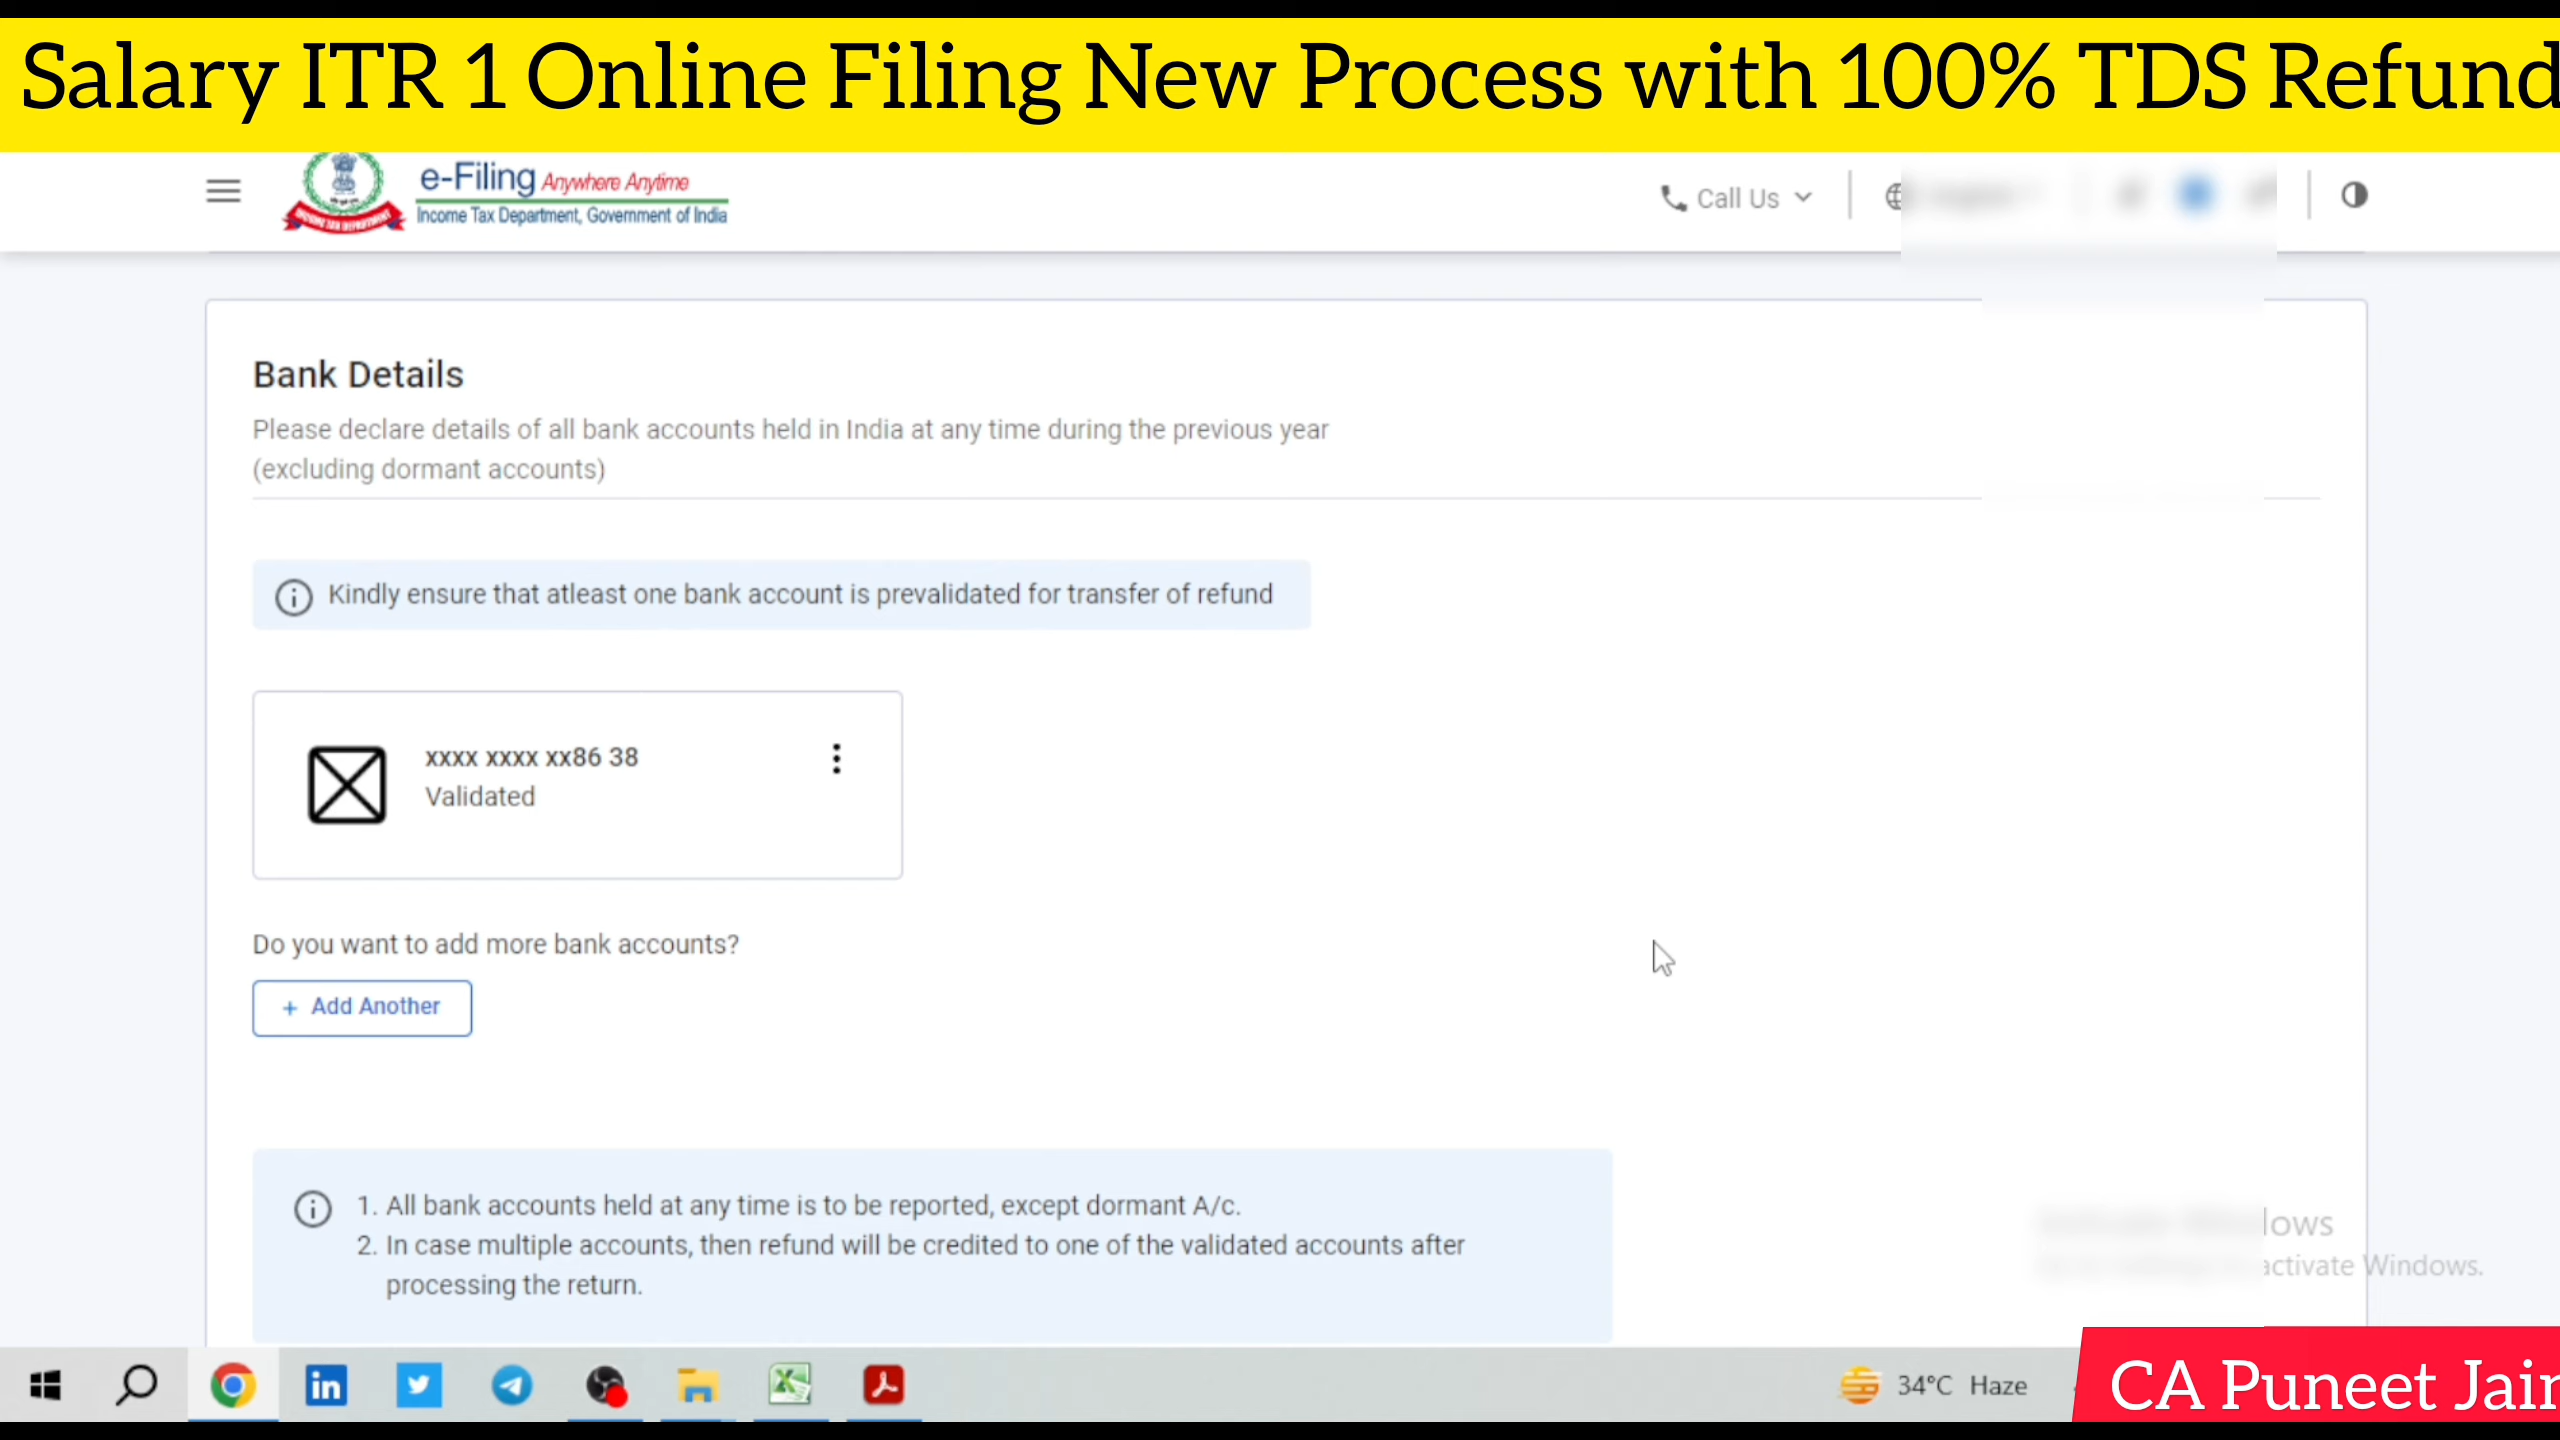 Salary ITR 1 Online Filing New Process with 100% TDS Refund
e-Filing Anywhere Anytime
Income Tax Department, Government of India
Call Us
Bank Details
Please declare details of all bank accounts held in India at any time during the previous year
(excluding dormant accounts)
Kindly ensure that atleast one bank account is prevalidated for transfer of refund
xxxx xxxx xx86 38
Validated
Do you want to add more bank accounts?
+ Add Another
1. All bank accounts held at any time is to be reported, except dormant A/c.
2. In case multiple accounts, then refund will be credited to one of the validated accounts after
processing the return.
activate Windows.
34°C Haze
CA Puneet Jain